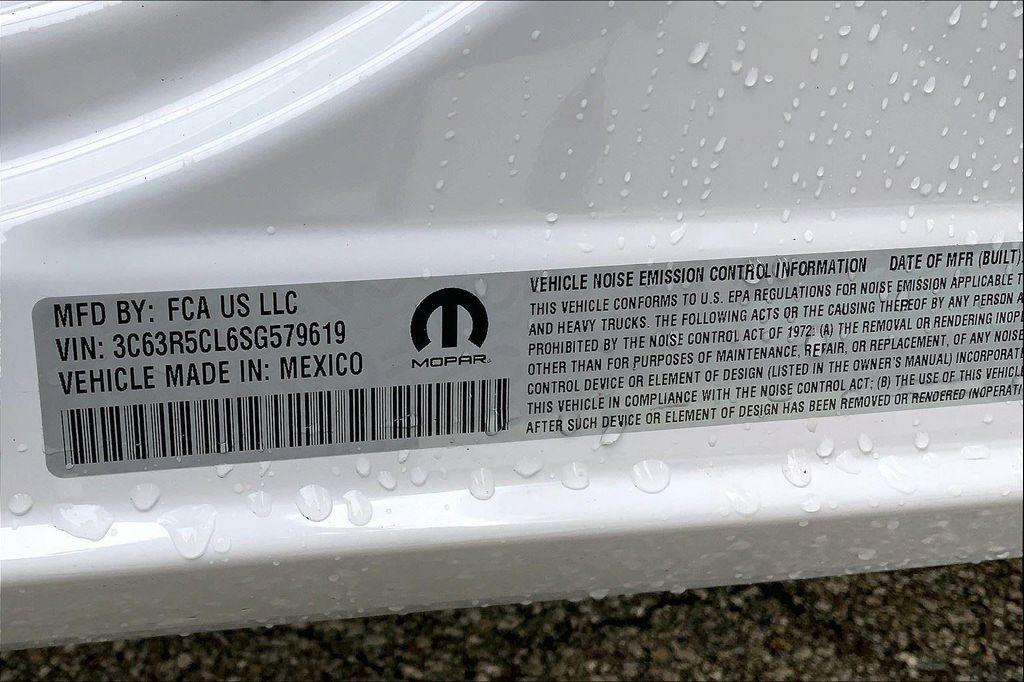 MFD BY: FCA US LLC
VIN: 3C63R5CL6SG579619
VEHICLE MADE IN: MEXICO
MOPAR®
VEHICLE NOISE EMISSION CONTROL INFORMATION DATE OF MFR (BUILT)
THIS VEHICLE CONFORMS TO U.S. EPA REGULATIONS FOR NOISE EMISSION APPLICABLE T
AND HEAVY TRUCKS. THE FOLLOWING ACTS OR THE CAUSING THEREOF BY ANY PERSON A
PROHIBITED BY THE NOISE CONTROL ACT OF 1972: (A) THE REMOVAL OR RENDERING INOP
OTHER THAN FOR PURPOSES OF MAINTENANCE, REPAIR, OR REPLACEMENT, OF ANY NOISE
CONTROL DEVICE OR ELEMENT OF DESIGN (LISTED IN THE OWNER'S MANUAL) INCORPORAT
THIS VEHICLE IN COMPLIANCE WITH THE NOISE CONTROL ACT: (B) THE USE OF THIS VEHICL
AFTER SUCH DEVICE OR ELEMENT OF DESIGN HAS BEEN REMOVED OR RENDERED INOPERATI